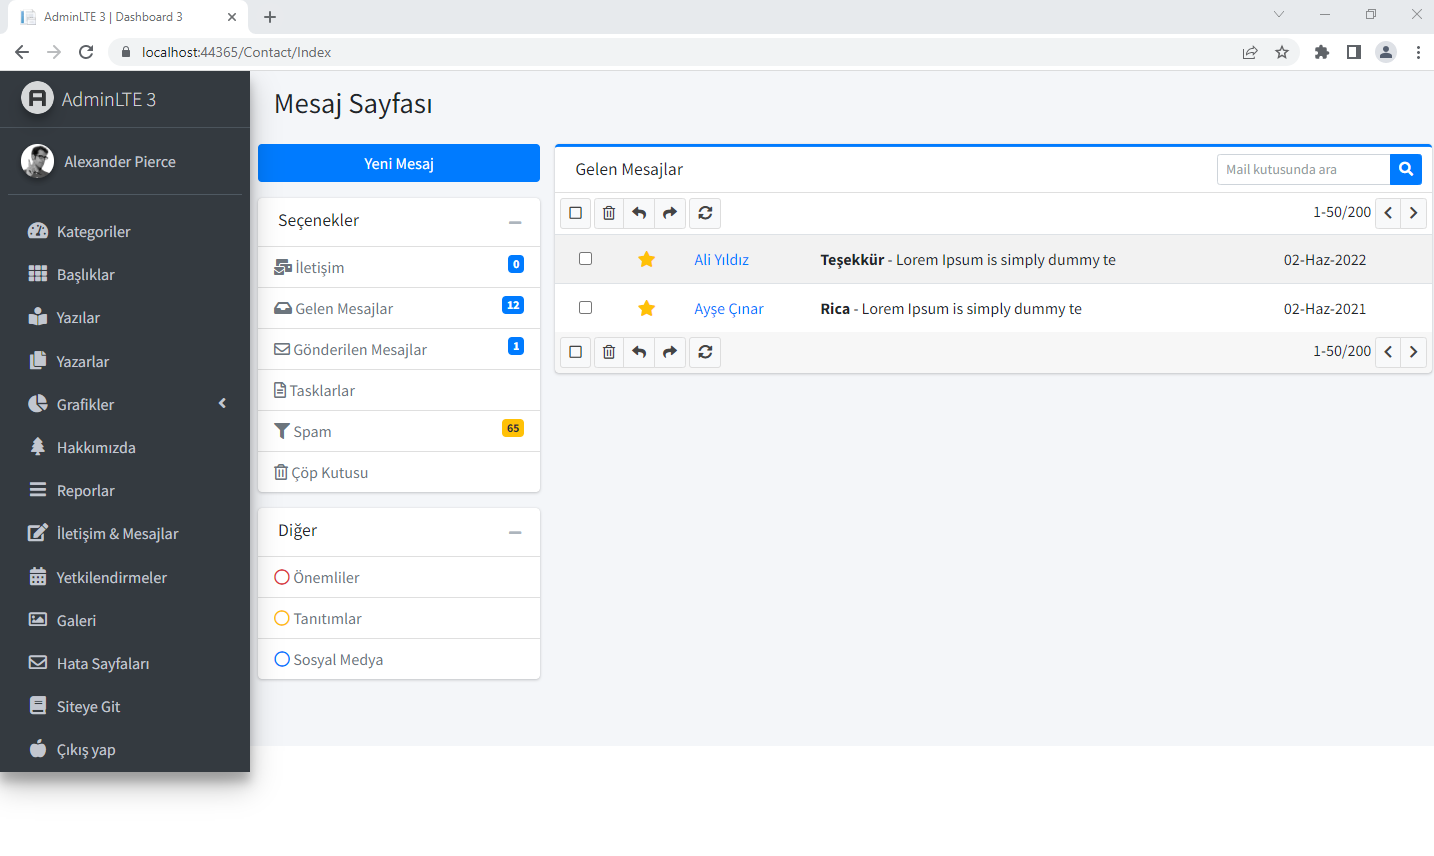 AdminLTE 3 | Dashboard 3
localhost:44365/Contact/Index
AdminLTE 3
Alexander Pierce
Kategoriler
Başlıklar
Yazılar
Yazarlar
Grafikler
Hakkımızda
Reporlar
İletişim & Mesajlar
Yetkilendirmeler
Galeri
Hata Sayfaları
Siteye Git
Çıkış yap
Mesaj Sayfası
Yeni Mesaj
Seçenekler
İletişim 0
Gelen Mesajlar 12
Gönderilen Mesajlar 1
Tasklarlar
Spam 65
Çöp Kutusu
Diğer
Önemliler
Tanıtımlar
Sosyal Medya
Gelen Mesajlar Mail kutusunda ara
1-50/200
Ali Yıldız Teşekkür - Lorem Ipsum is simply dummy te 02-Haz-2022
Ayşe Çınar Rica - Lorem Ipsum is simply dummy te 02-Haz-2021
1-50/200